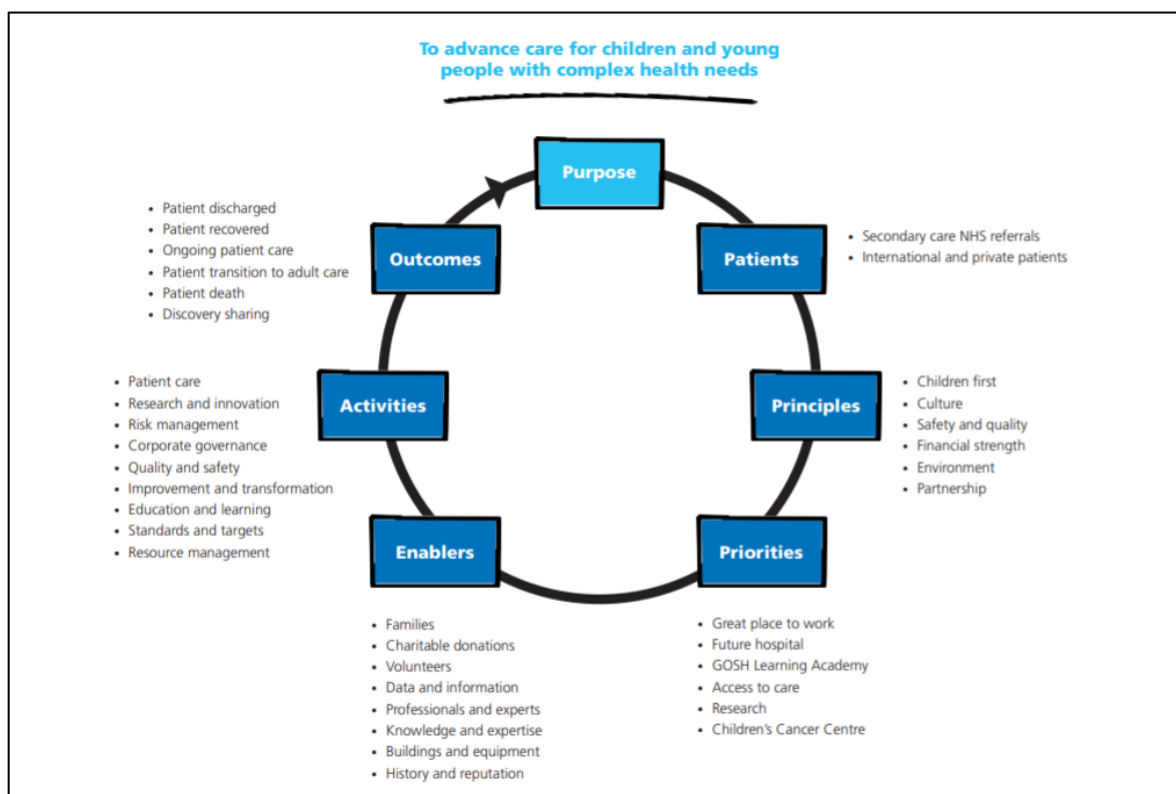 To advance care for children and young
people with complex health needs
Purpose
Patients
• Secondary care NHS referrals
• International and private patients
Principles
• Children first
• Culture
• Safety and quality
• Financial strength
• Environment
• Partnership
Priorities
• Great place to work
• Future hospital
• GOSH Learning Academy
• Access to care
• Research
• Children's Cancer Centre
Enablers
• Families
• Charitable donations
• Volunteers
• Data and information
• Professionals and experts
• Knowledge and expertise
• Buildings and equipment
• History and reputation
Activities
• Patient care
• Research and innovation
• Risk management
• Corporate governance
• Quality and safety
• Improvement and transformation
• Education and learning
• Standards and targets
• Resource management
Outcomes
• Patient discharged
• Patient recovered
• Ongoing patient care
• Patient transition to adult care
• Patient death
• Discovery sharing